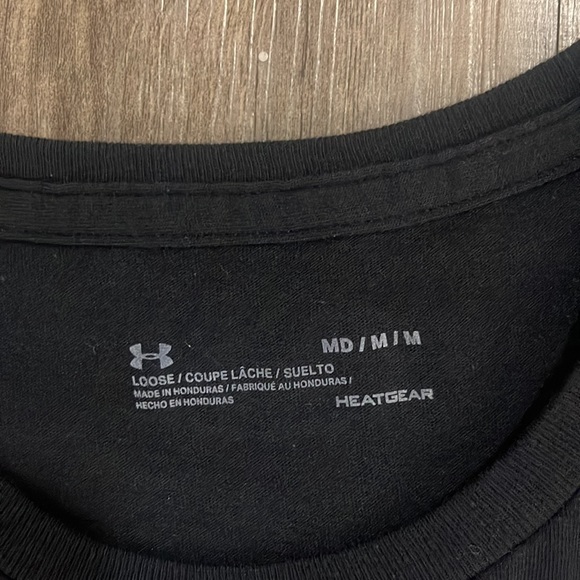 MD / M / M
LOOSE / COUPE LÂCHE / SUELTO
MADE IN HONDURAS / FABRIQUÉ AU HONDURAS /
HECHO EN HONDURAS
HEATGEAR